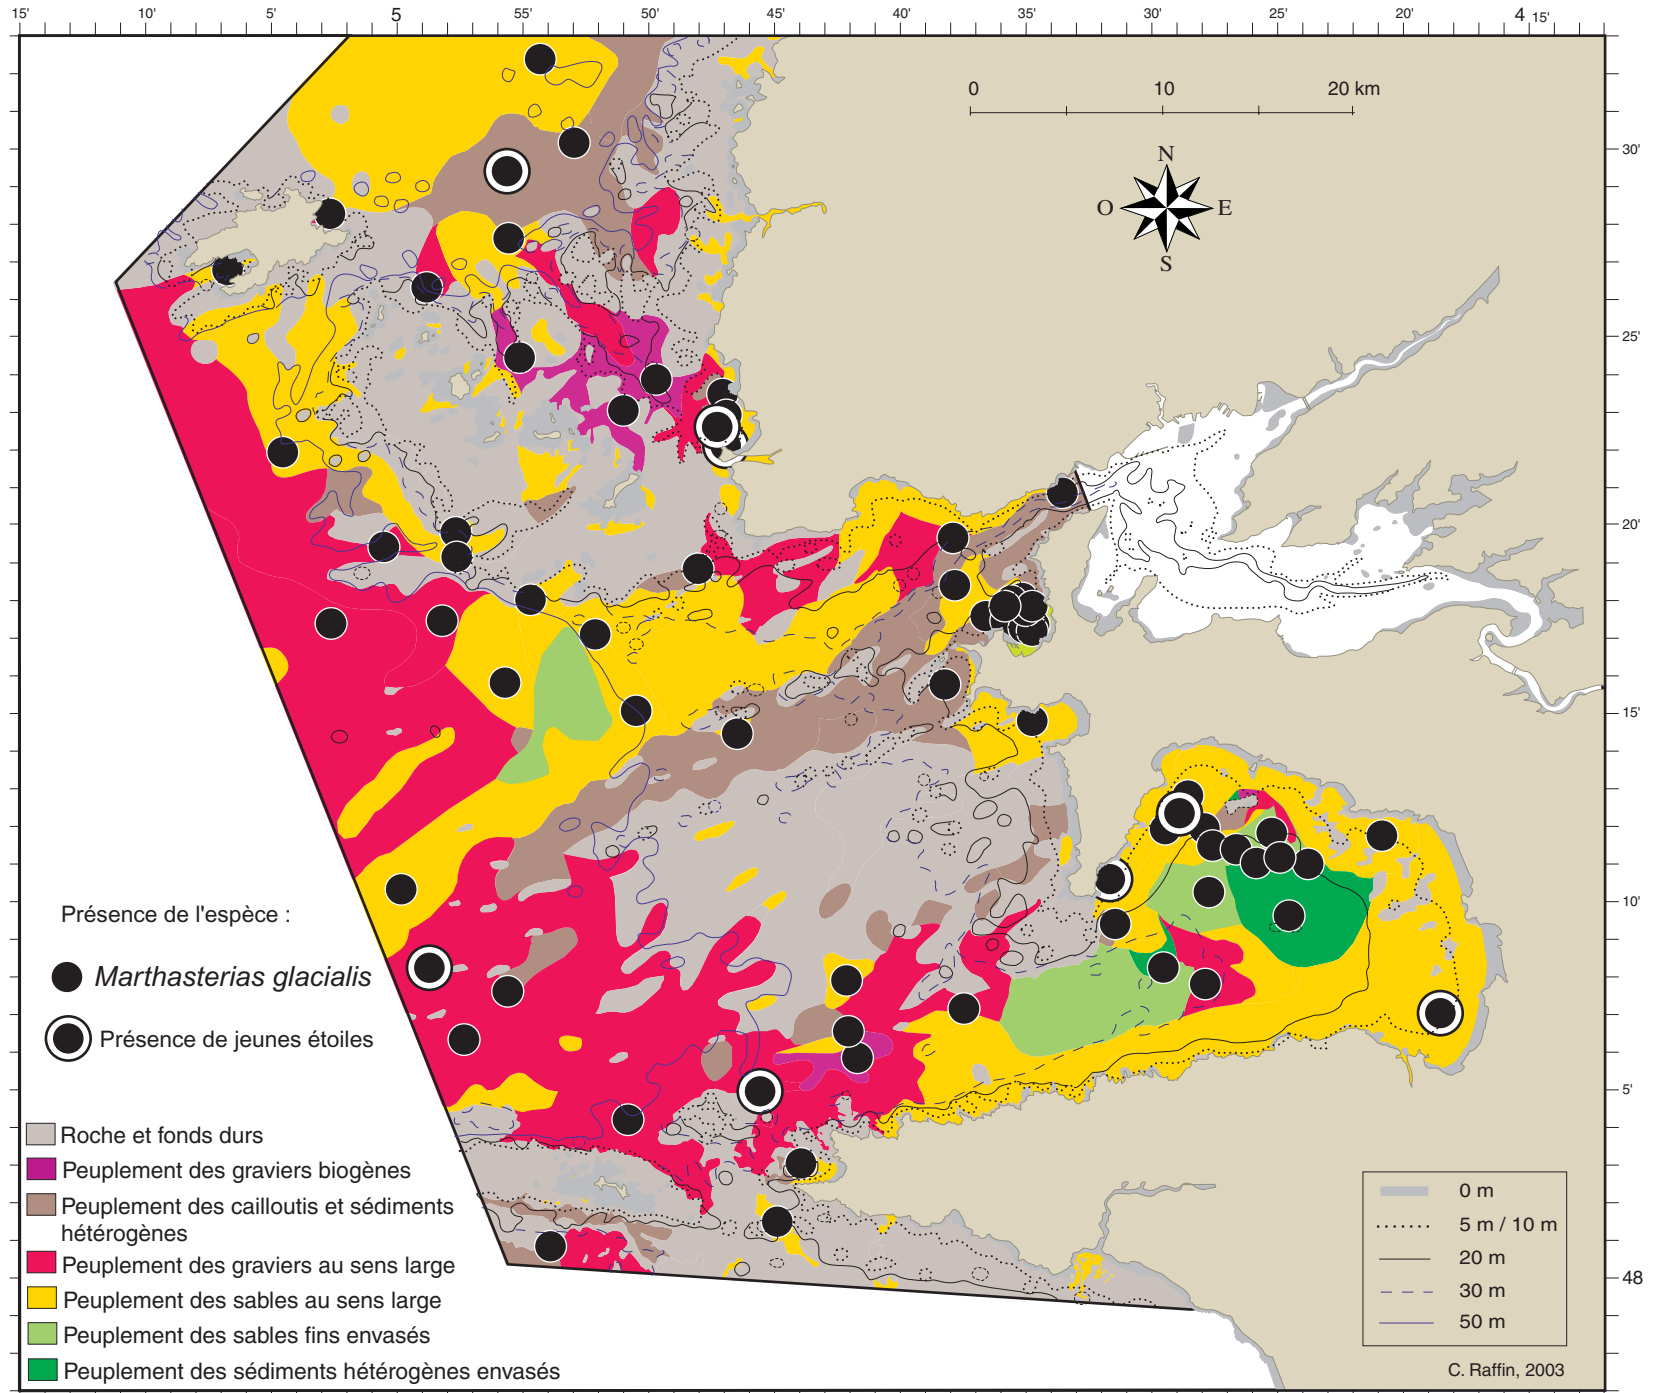 15' 10' 5' 5 55' 50' 45' 40' 35' 30' 25' 20' 4 15'
0 10 20 km
N
O E
S
30'
25'
20'
15'
10'
5'
48
Présence de l'espèce :
Marthasterias glacialis
Présence de jeunes étoiles
Roche et fonds durs
Peuplement des graviers biogènes
Peuplement des cailloutis et sédiments
hétérogènes
Peuplement des graviers au sens large
Peuplement des sables au sens large
Peuplement des sables fins envasés
Peuplement des sédiments hétérogènes envasés
0 m
5 m / 10 m
20 m
30 m
50 m
C. Raffin, 2003